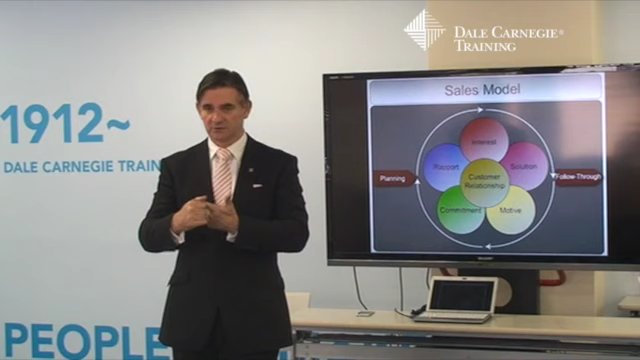 DALE CARNEGIE®
TRAINING
1912~
DALE CARNEGIE TRAIN
PEOPLE
Sales Model
Interest
Rapport
Solution
Customer
Relationship
Planning
Follow-Through
Commitment
Motive
SHARP